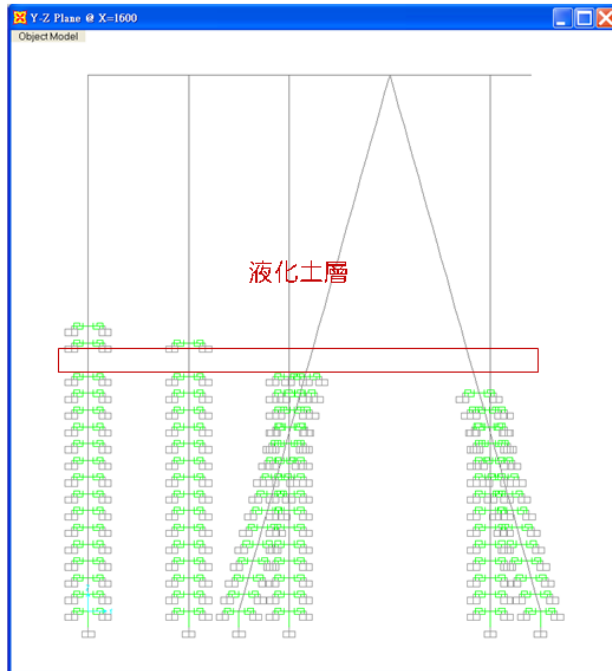 Y-Z Plane @ X=1600
Object Model
液化土層